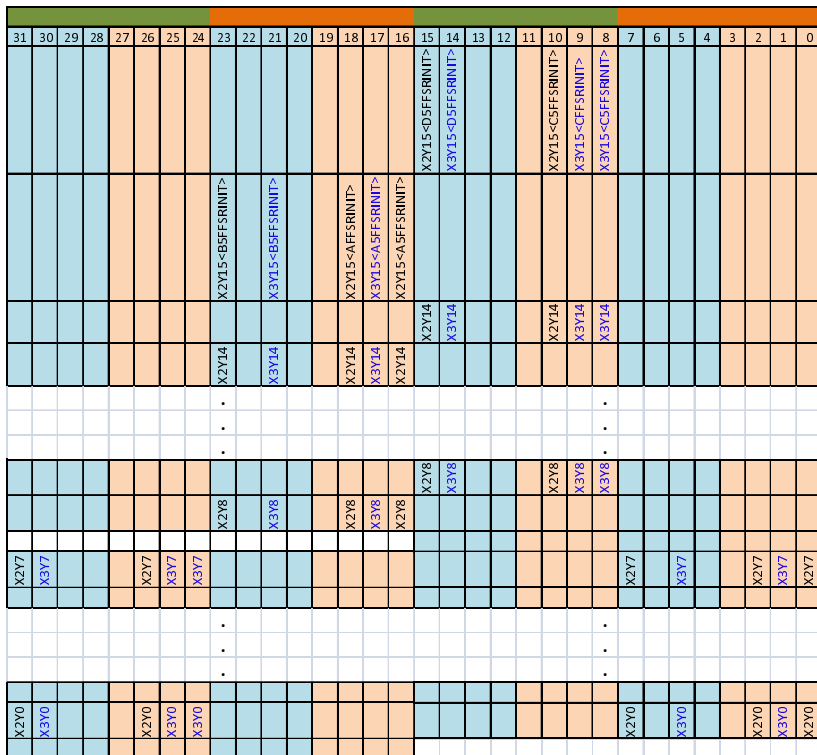 31 30 29 28 27 26 25 24 23 22 21 20 19 18 17 16 15 14 13 12 11 10 9 8 7 6 5 4 3 2 1 0
X2Y15<D5FFSRINIT> X3Y15<D5FFSRINIT> X2Y15<C5FFSRINIT> X3Y15<CFFSRINIT> X3Y15<C5FFSRINIT>
X2Y15<B5FFSRINIT> X3Y15<B5FFSRINIT> X2Y15<AFFSRINIT> X3Y15<A5FFSRINIT> X2Y15<A5FFSRINIT>
X2Y14 X3Y14 X2Y14 X3Y14 X3Y14
X2Y14 X3Y14 X2Y14 X3Y14 X2Y14
. .
. .
. .
X2Y8 X3Y8 X2Y8 X3Y8 X3Y8
X2Y8 X3Y8 X2Y8 X3Y8 X2Y8
X2Y7 X3Y7 X2Y7 X3Y7 X3Y7 X2Y7 X3Y7 X2Y7 X3Y7 X2Y7
. .
. .
. .
X2Y0 X3Y0 X2Y0 X3Y0 X3Y0 X2Y0 X3Y0 X2Y0 X3Y0 X2Y0